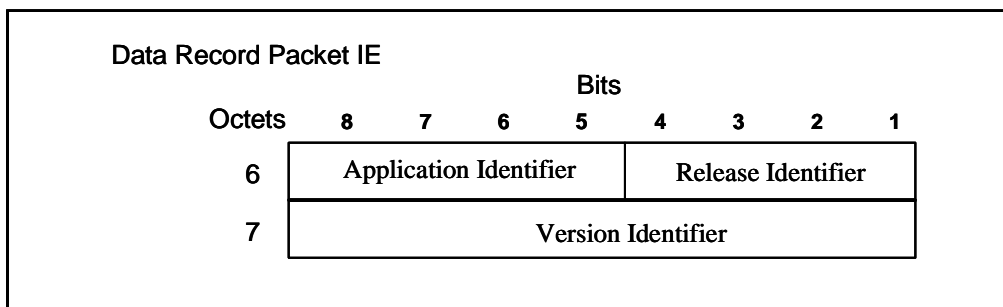 Data Record Packet IE
Bits
Octets 8 7 6 5 4 3 2 1
6 Application Identifier Release Identifier
7 Version Identifier